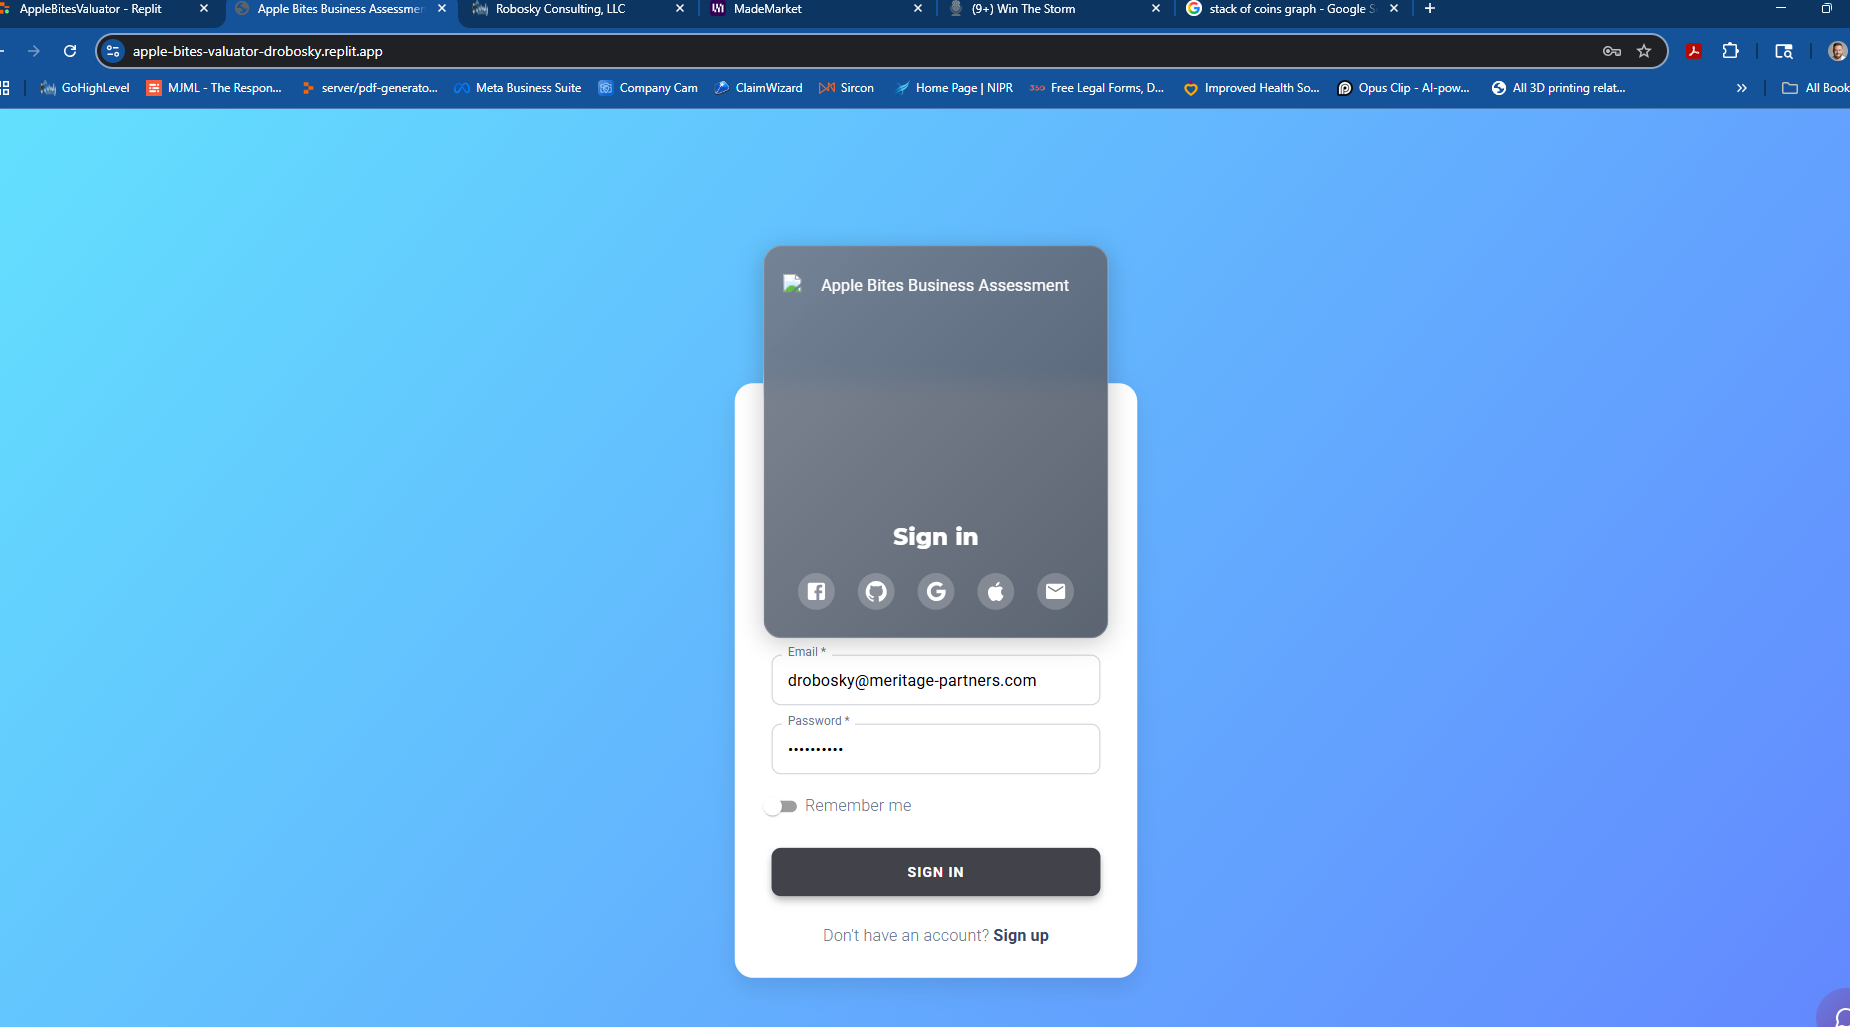 AppleBitesValuator - Replit
Apple Bites Business Assessmen
Robosky Consulting, LLC
MadeMarket
(9+) Win The Storm
stack of coins graph - Google S
apple-bites-valuator-drobosky.replit.app
GoHighLevel
MJML - The Respon...
server/pdf-generato...
Meta Business Suite
Company Cam
ClaimWizard
Sircon
Home Page | NIPR
360 Free Legal Forms, D...
Improved Health So...
Opus Clip - AI-pow...
All 3D printing relat...
All Book
Apple Bites Business Assessment
Sign in
Email *
drobosky@meritage-partners.com
Password *
Remember me
SIGN IN
Don't have an account? Sign up